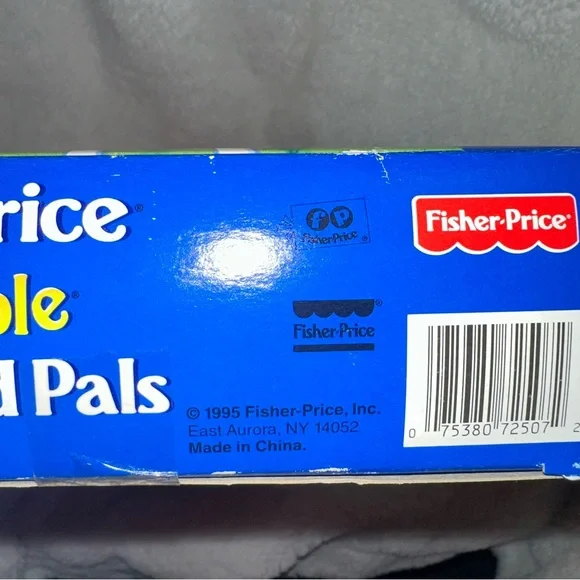 rice
ble
d Pals
fp
Fisher-Price®
Fisher-Price®
Fisher-Price®
© 1995 Fisher-Price, Inc.
East Aurora, NY 14052
Made in China.
0 75380 72507 2